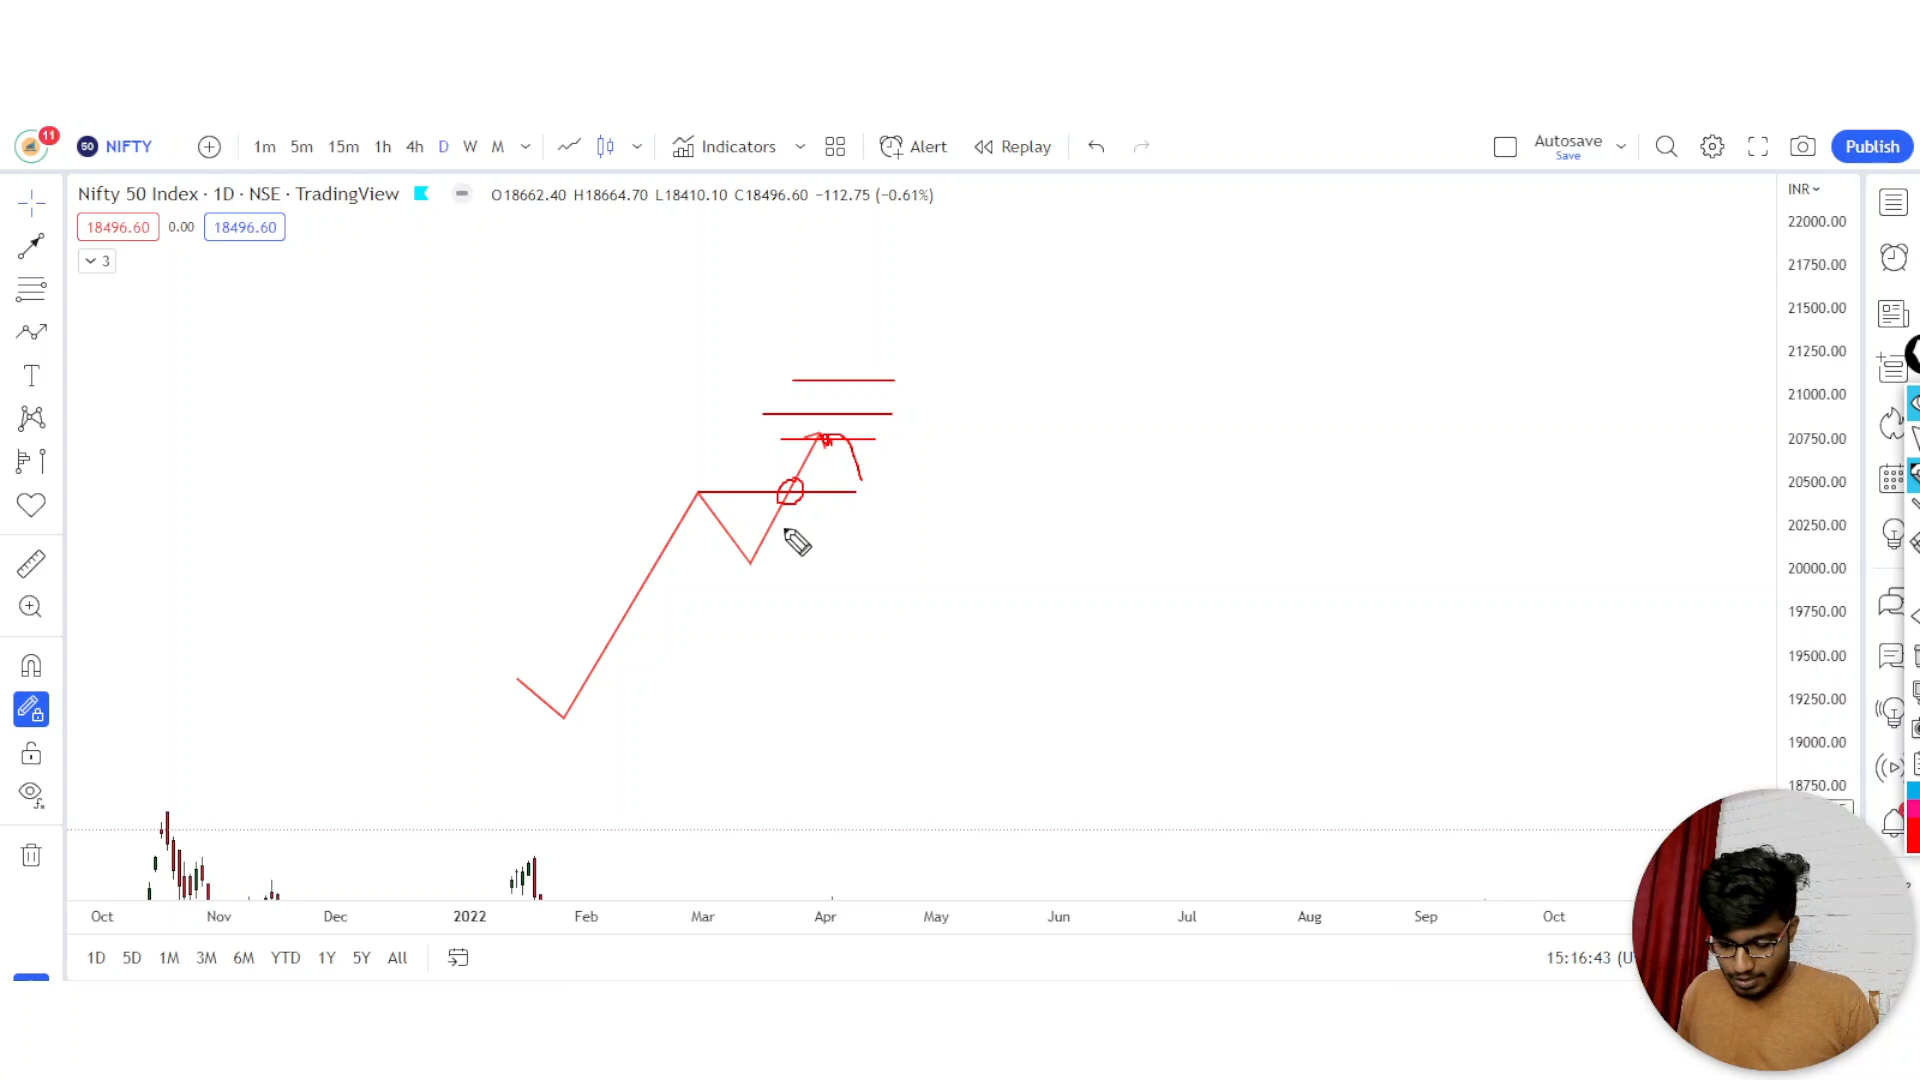 11
50 NIFTY 1m 5m 15m 1h 4h D W M Indicators Alert Replay Autosave Save Publish
Nifty 50 Index · 1D · NSE · TradingView O18662.40 H18664.70 L18410.10 C18496.60 −112.75 (−0.61%)
INR
18496.60 0.00 18496.60
3
22000.00
21750.00
21500.00
21250.00
21000.00
20750.00
20500.00
20250.00
20000.00
19750.00
19500.00
19250.00
19000.00
18750.00
Oct Nov Dec 2022 Feb Mar Apr May Jun Jul Aug Sep Oct
1D 5D 1M 3M 6M YTD 1Y 5Y All
15:16:43 (U